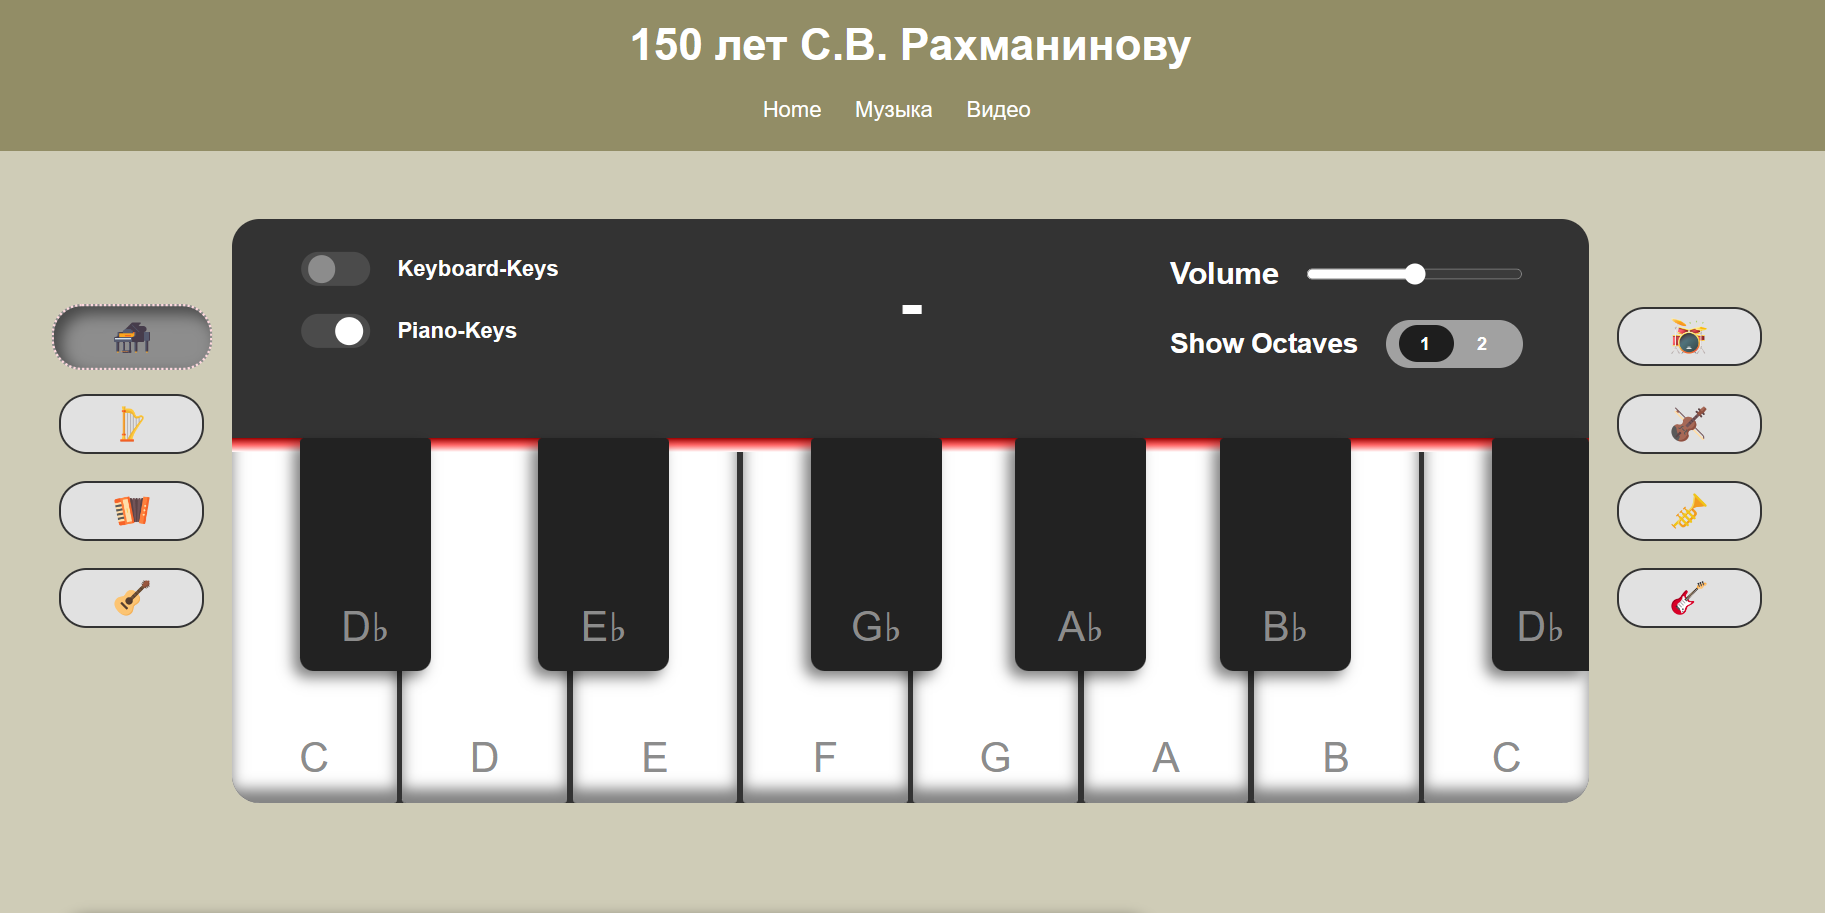 150 лет С.В. Рахманинову
Home Музыка Видео
Keyboard-Keys
Piano-Keys
-
Volume
Show Octaves 1 2
D♭ E♭ G♭ A♭ B♭ D♭
C D E F G A B C